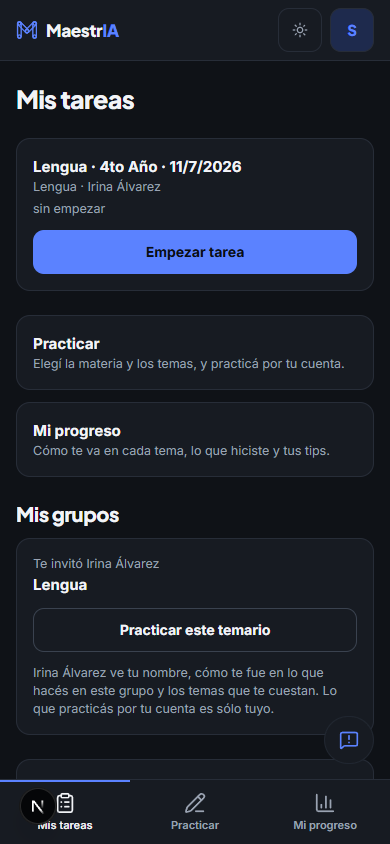 MaestrIA
S
Mis tareas
Lengua · 4to Año · 11/7/2026
Lengua · Irina Álvarez
sin empezar
Empezar tarea
Practicar
Elegí la materia y los temas, y practicá por tu cuenta.
Mi progreso
Cómo te va en cada tema, lo que hiciste y tus tips.
Mis grupos
Te invitó Irina Álvarez
Lengua
Practicar este temario
Irina Álvarez ve tu nombre, cómo te fue en lo que
hacés en este grupo y los temas que te cuestan. Lo
que practicás por tu cuenta es sólo tuyo.
N
Mis tareas
Practicar
Mi progreso